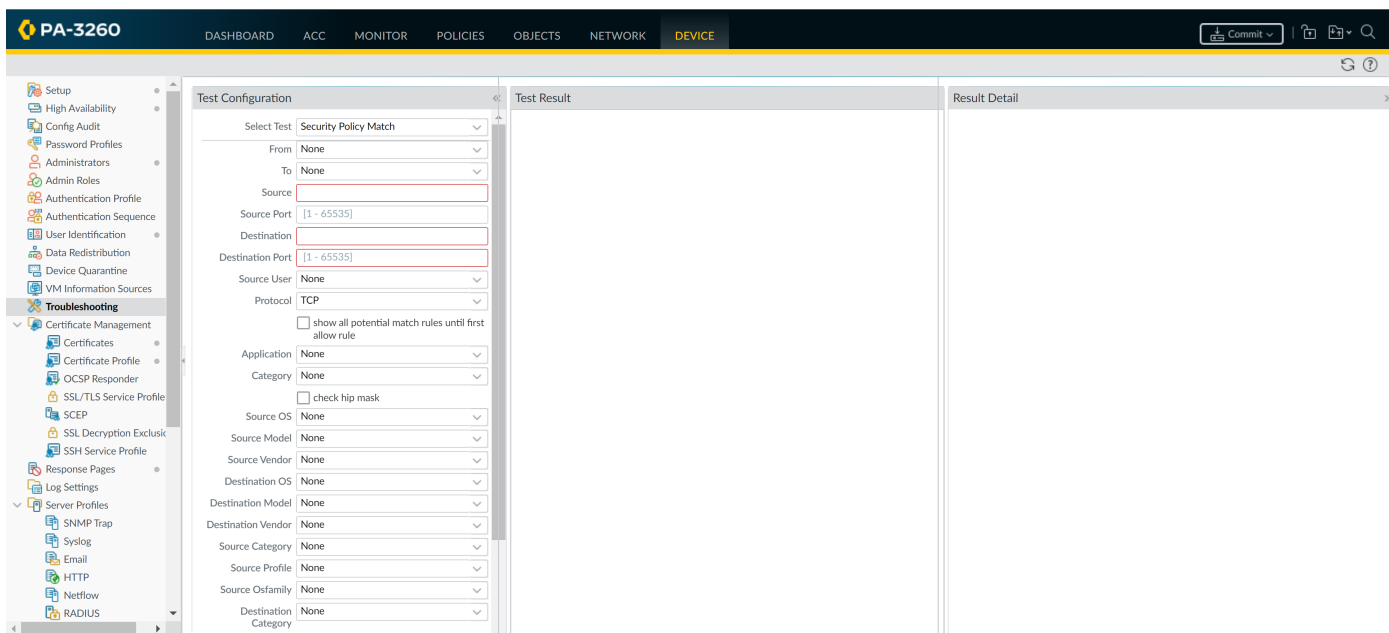 PA-3260
DASHBOARD ACC MONITOR POLICIES OBJECTS NETWORK DEVICE
Commit
Setup
High Availability
Config Audit
Password Profiles
Administrators
Admin Roles
Authentication Profile
Authentication Sequence
User Identification
Data Redistribution
Device Quarantine
VM Information Sources
Troubleshooting
Certificate Management
Certificates
Certificate Profile
OCSP Responder
SSL/TLS Service Profile
SCEP
SSL Decryption Exclusic
SSH Service Profile
Response Pages
Log Settings
Server Profiles
SNMP Trap
Syslog
Email
HTTP
Netflow
RADIUS
Test Configuration
Select Test Security Policy Match
From None
To None
Source
Source Port [1 - 65535]
Destination
Destination Port [1 - 65535]
Source User None
Protocol TCP
show all potential match rules until first
allow rule
Application None
Category None
check hip mask
Source OS None
Source Model None
Source Vendor None
Destination OS None
Destination Model None
Destination Vendor None
Source Category None
Source Profile None
Source Osfamily None
Destination None
Category
Test Result
Result Detail